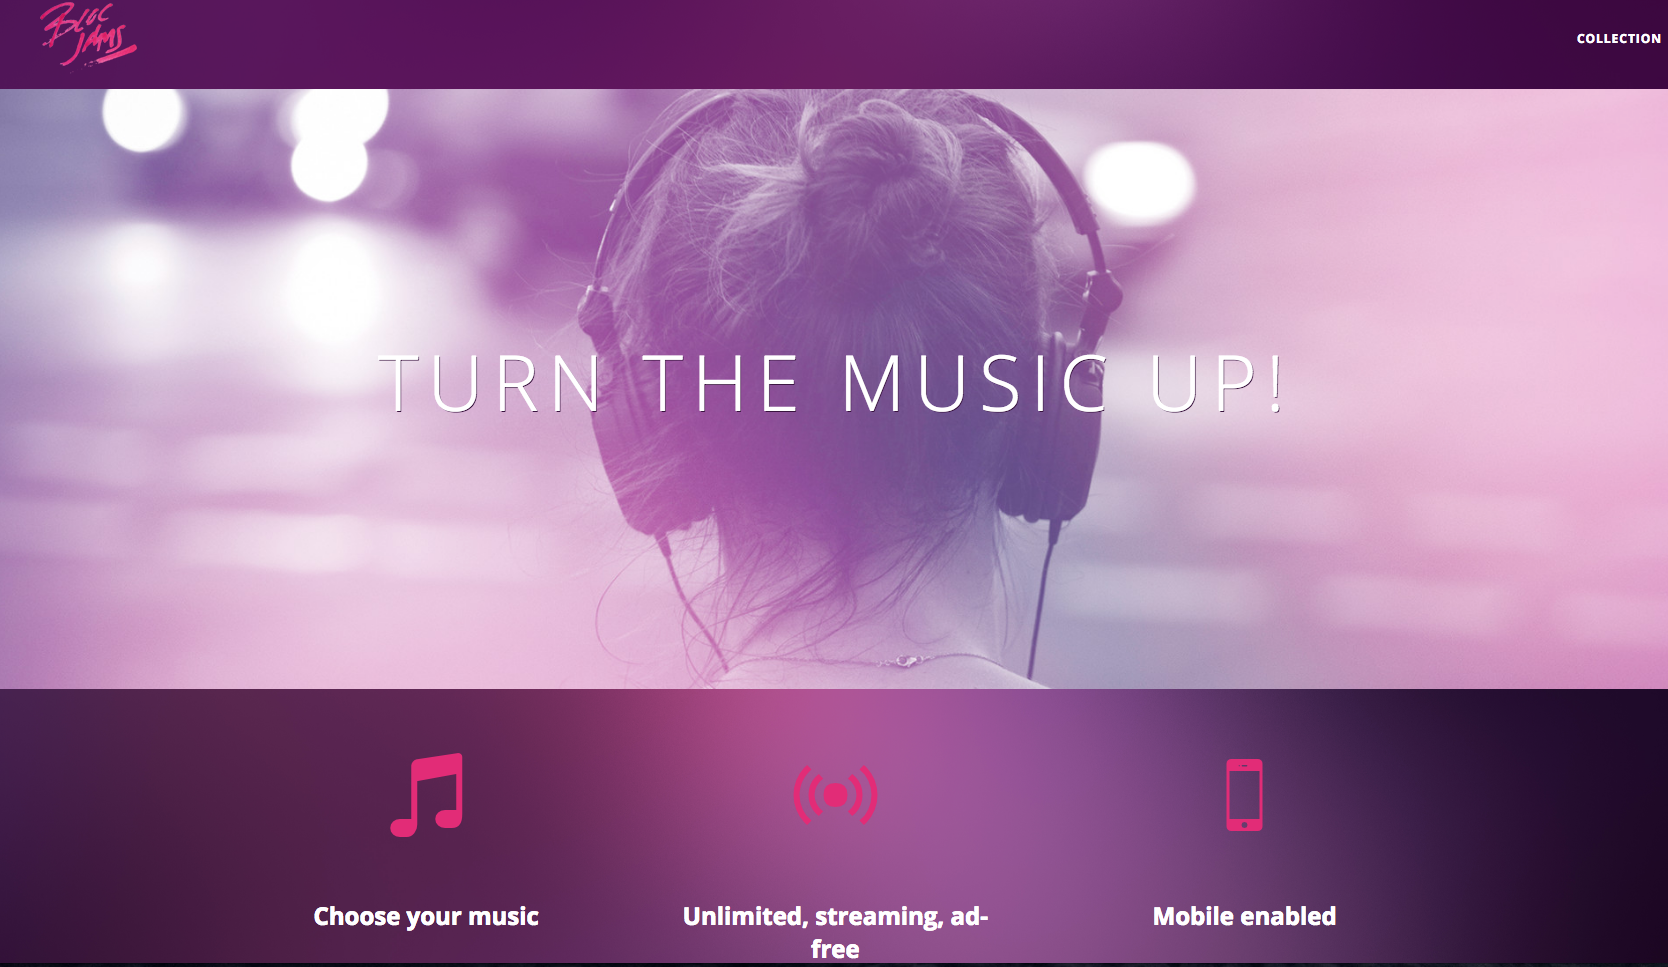 BLOC
JAMS
COLLECTION
TURN THE MUSIC UP!
Choose your music
Unlimited, streaming, ad-
free
Mobile enabled